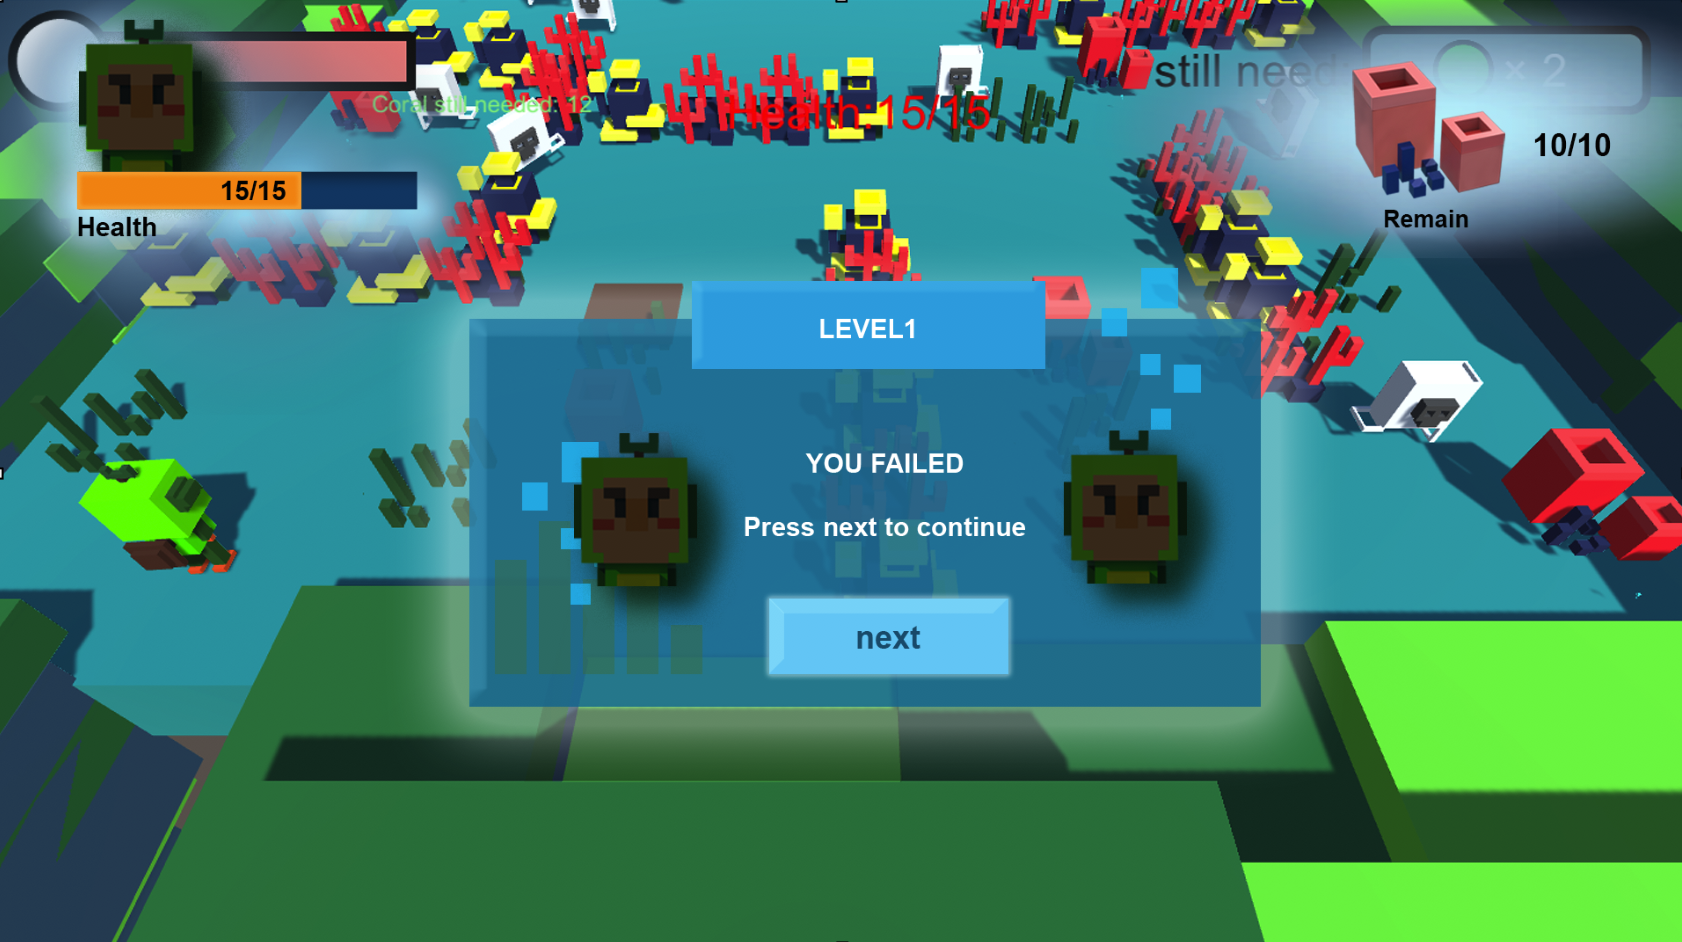 still need
× 2
Coral still needed: 12
Health:15/15
10/10
15/15
Health
Remain
LEVEL1
YOU FAILED
Press next to continue
next